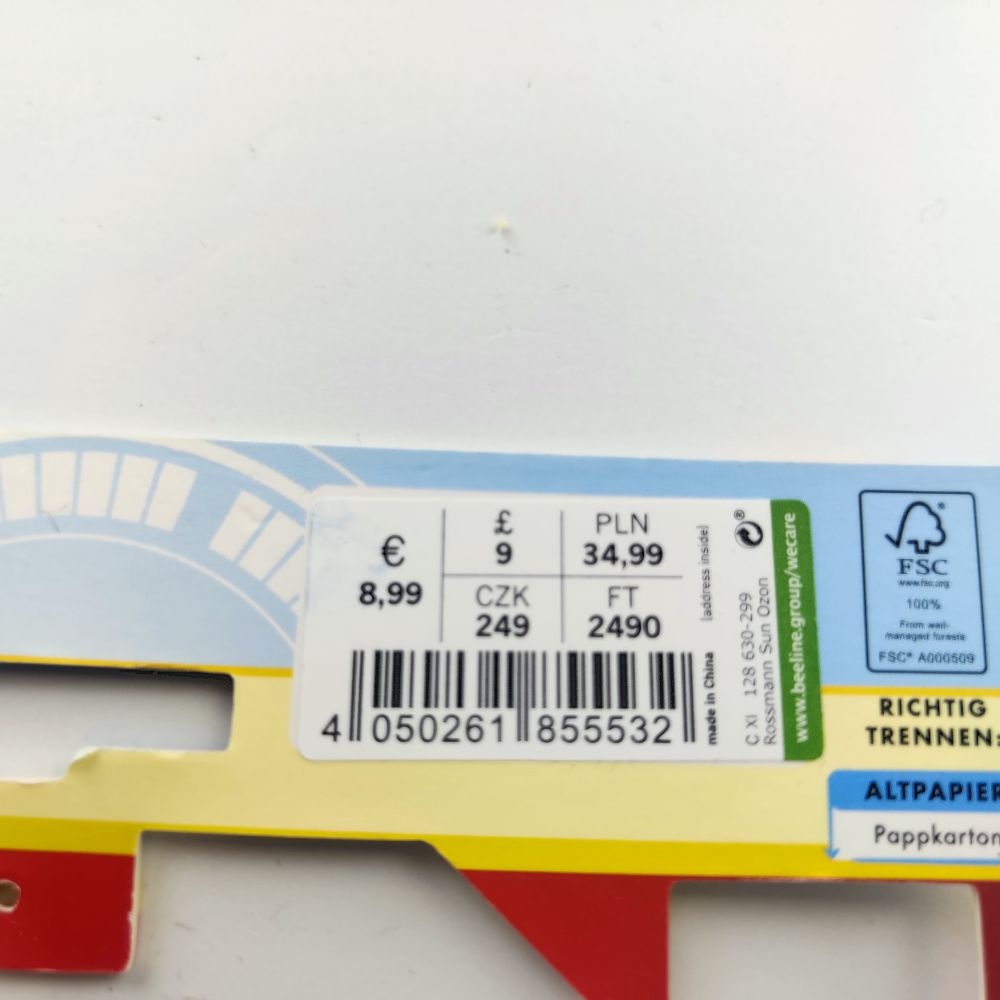 €
8,99
£
9
PLN
34,99
CZK
249
FT
2490
4 050261 855532
(address inside)
made in China
®
C XI 128 630-299
Rossmann Sun Ozon
www.beeline.group/wecare
®
FSC
www.fsc.org
100%
From well-
managed forests
FSC® A000509
RICHTIG
TRENNEN:
ALTPAPIER
Pappkarton